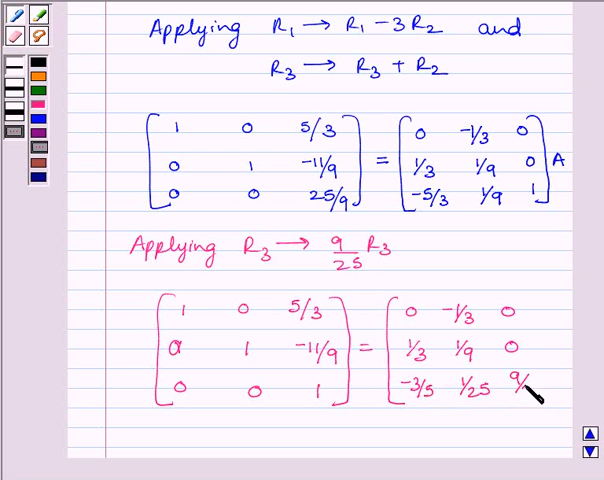 Applying R1 → R1 - 3 R2 and
R3 → R3 + R2
[ 1 0 5/3 ] [ 0 -1/3 0 ]
[ 0 1 -11/9 ] = [ 1/3 1/9 0 ] A
[ 0 0 25/9 ] [ -5/3 1/9 1 ]
Applying R3 → 9/25 R3
[ 1 0 5/3 ] [ 0 -1/3 0
[ 0 1 -11/9 ] = [ 1/3 1/9 0
[ 0 0 1 ] [ -3/5 1/25 9/